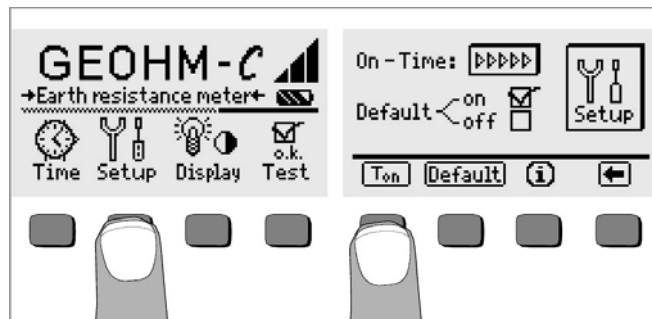 GEOHM-C
→Earth resistance meter←
Time Setup Display o.k. Test
On-Time: ▷▷▷▷▷
Default on
off
Setup
Ton Default i ←